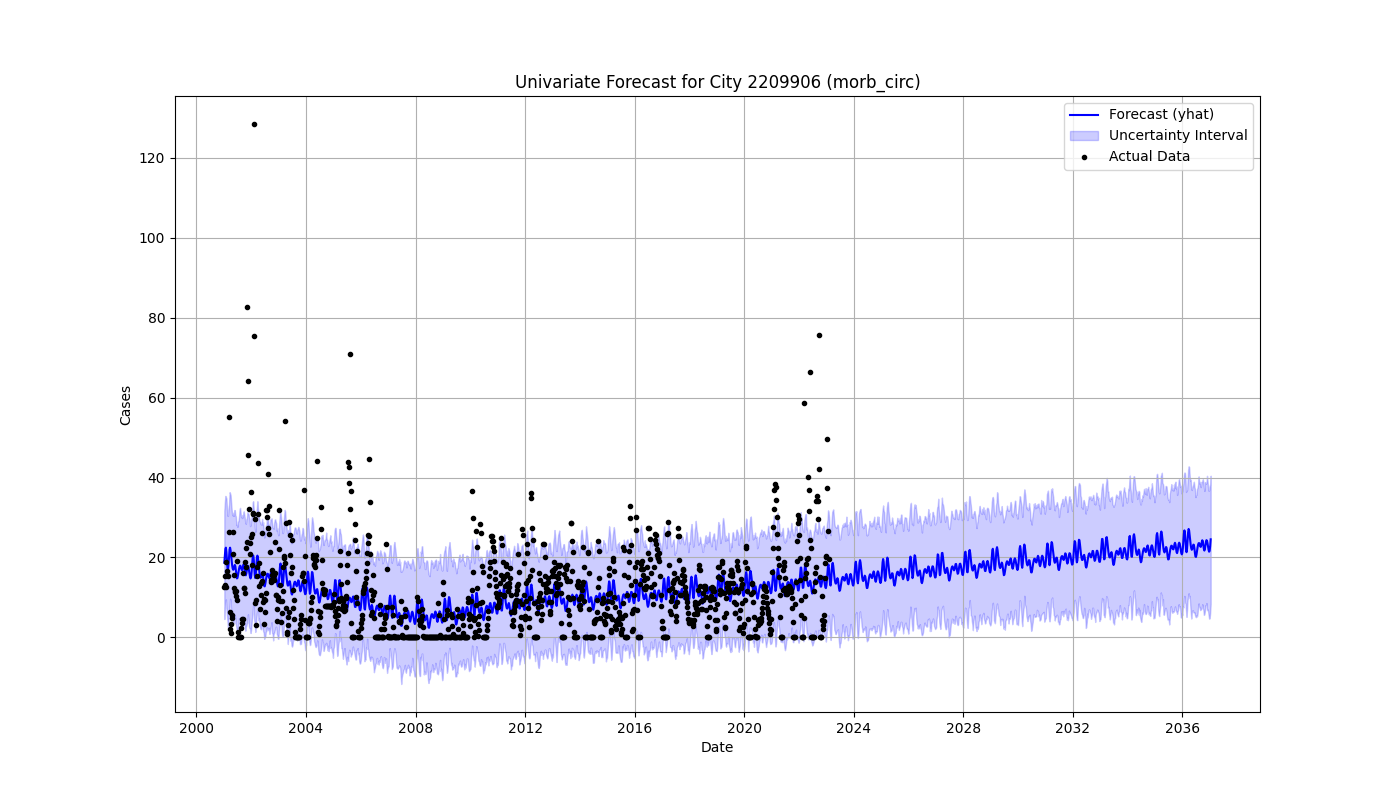 Univariate Forecast for City 2209906 (morb_circ)
Forecast (yhat)
Uncertainty Interval
Actual Data
Cases
120
100
80
60
40
20
0
2000 2004 2008 2012 2016 2020 2024 2028 2032 2036
Date